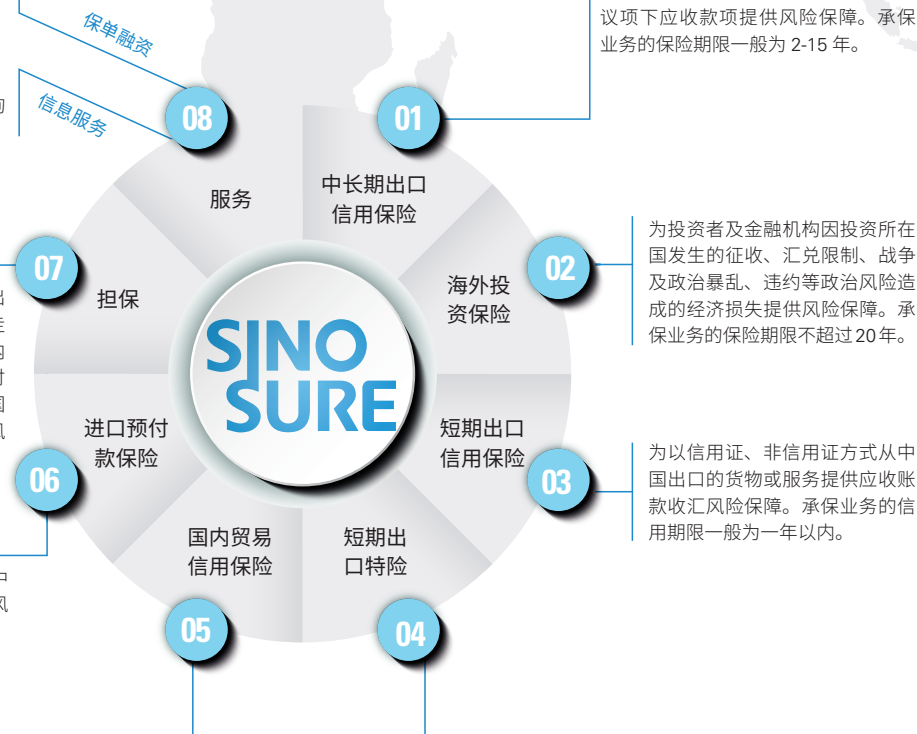 议项下应收款项提供风险保障。承保
业务的保险期限一般为 2-15 年。
保单融资
信息服务
08
服务
01
中长期出口
信用保险
02
海外投
资保险
为投资者及金融机构因投资所在
国发生的征收、汇兑限制、战争
及政治暴乱、违约等政治风险造
成的经济损失提供风险保障。承
保业务的保险期限不超过20年。
07
担保
SINO
SURE
03
短期出口
信用保险
为以信用证、非信用证方式从中
国出口的货物或服务提供应收账
款收汇风险保障。承保业务的信
用期限一般为一年以内。
06
进口预付
款保险
05
国内贸易
信用保险
04
短期出
口特险